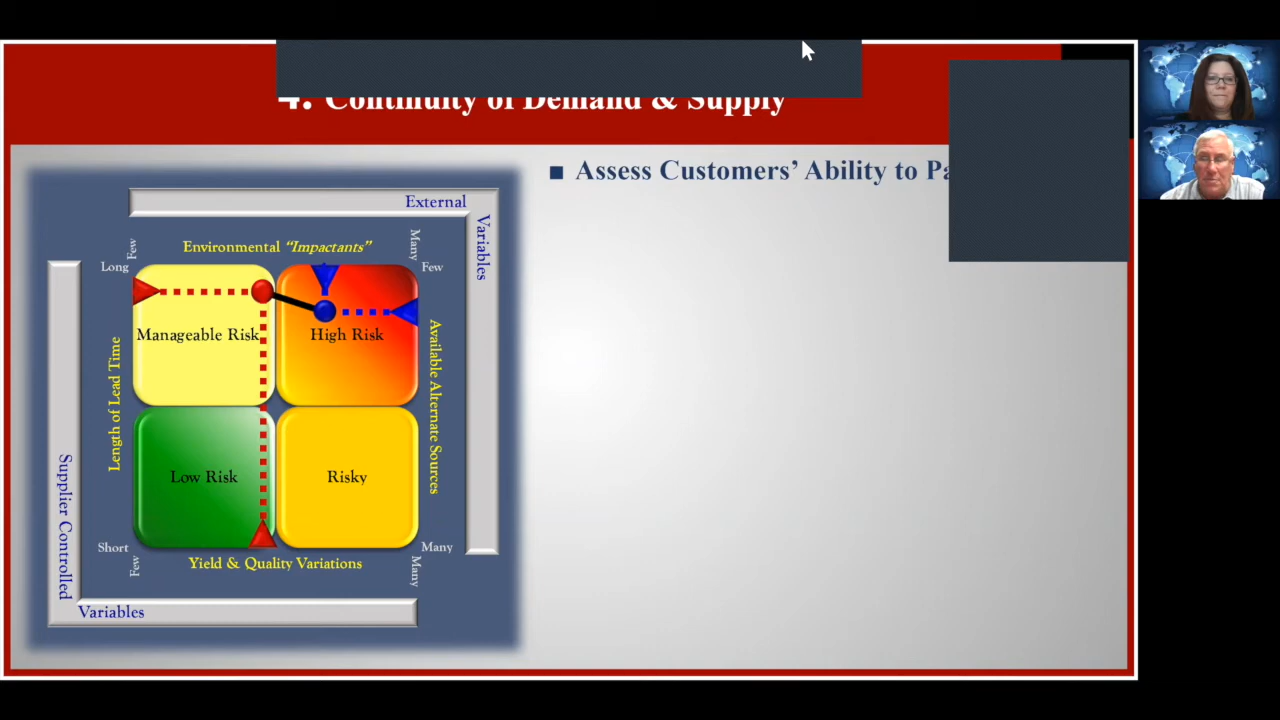 4. Continuity of Demand & Supply
■ Assess Customers’ Ability to
External
Variables
Environmental “Impactants”
Few
Many
Long
Few
Manageable Risk
High Risk
Length of Lead Time
Available Alternate Sources
Low Risk
Risky
Supplier Controlled
Short
Many
Few
Many
Yield & Quality Variations
Variables